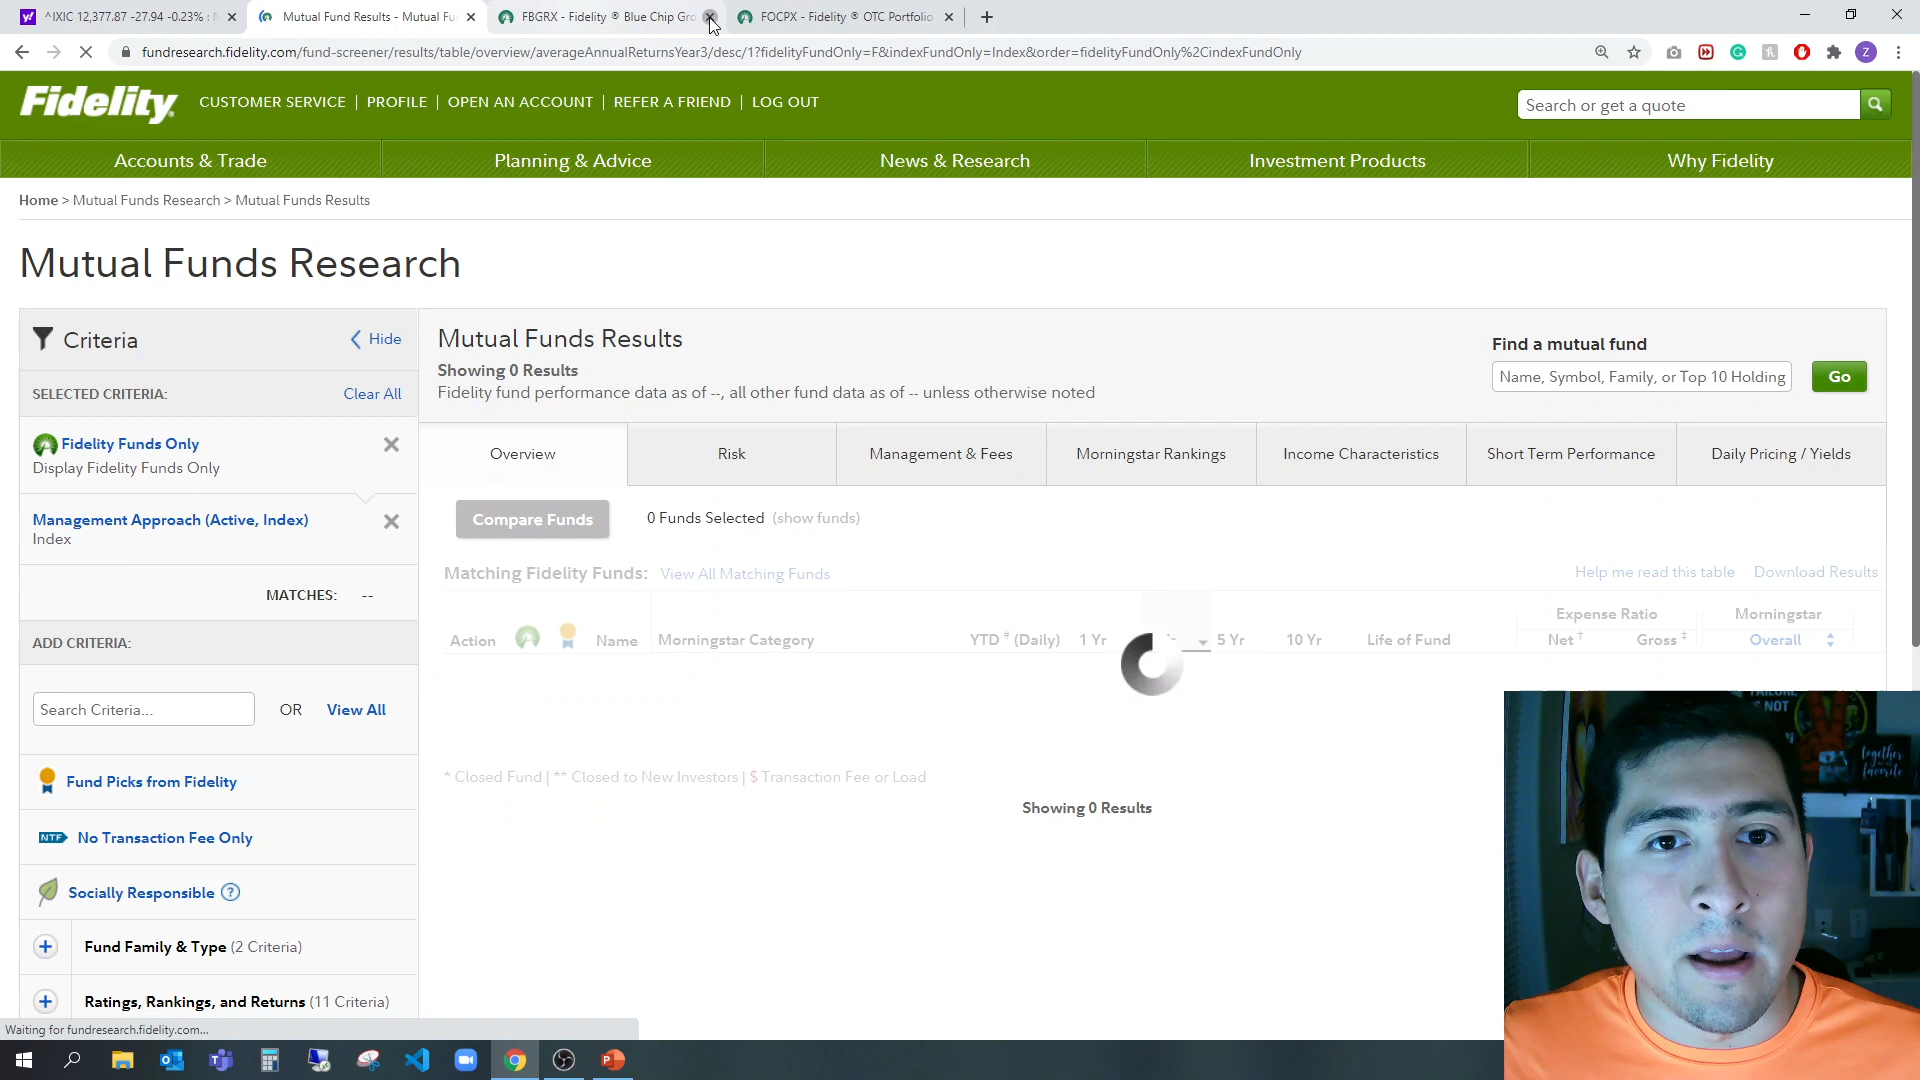 ^IXIC 12,377.87 -27.94 -0.23% : N
Mutual Fund Results - Mutual Fu
FBGRX - Fidelity ® Blue Chip Gro
FOCPX - Fidelity ® OTC Portfolio
fundresearch.fidelity.com/fund-screener/results/table/overview/averageAnnualReturnsYear3/desc/1?fidelityFundOnly=F&indexFundOnly=Index&order=fidelityFundOnly%2CindexFundOnly
Z
Fidelity
CUSTOMER SERVICE | PROFILE | OPEN AN ACCOUNT | REFER A FRIEND | LOG OUT
Search or get a quote
Accounts & Trade
Planning & Advice
News & Research
Investment Products
Why Fidelity
Home > Mutual Funds Research > Mutual Funds Results
Mutual Funds Research
Criteria
Hide
SELECTED CRITERIA:
Clear All
Fidelity Funds Only
Display Fidelity Funds Only
Management Approach (Active, Index)
Index
MATCHES: --
ADD CRITERIA:
Search Criteria...
OR
View All
Fund Picks from Fidelity
NTF No Transaction Fee Only
Socially Responsible ?
Fund Family & Type (2 Criteria)
Ratings, Rankings, and Returns (11 Criteria)
Mutual Funds Results
Showing 0 Results
Fidelity fund performance data as of --, all other fund data as of -- unless otherwise noted
Find a mutual fund
Name, Symbol, Family, or Top 10 Holding
Go
Overview
Risk
Management & Fees
Morningstar Rankings
Income Characteristics
Short Term Performance
Daily Pricing / Yields
Compare Funds
0 Funds Selected (show funds)
Matching Fidelity Funds: View All Matching Funds
Help me read this table
Download Results
Expense Ratio
Morningstar
Action
Name
Morningstar Category
YTD # (Daily)
1 Yr
5 Yr
10 Yr
Life of Fund
Net †
Gross ‡
Overall
* Closed Fund | ** Closed to New Investors | $ Transaction Fee or Load
Showing 0 Results
Waiting for fundresearch.fidelity.com...
FAILURE
IS NOT
together
favorite